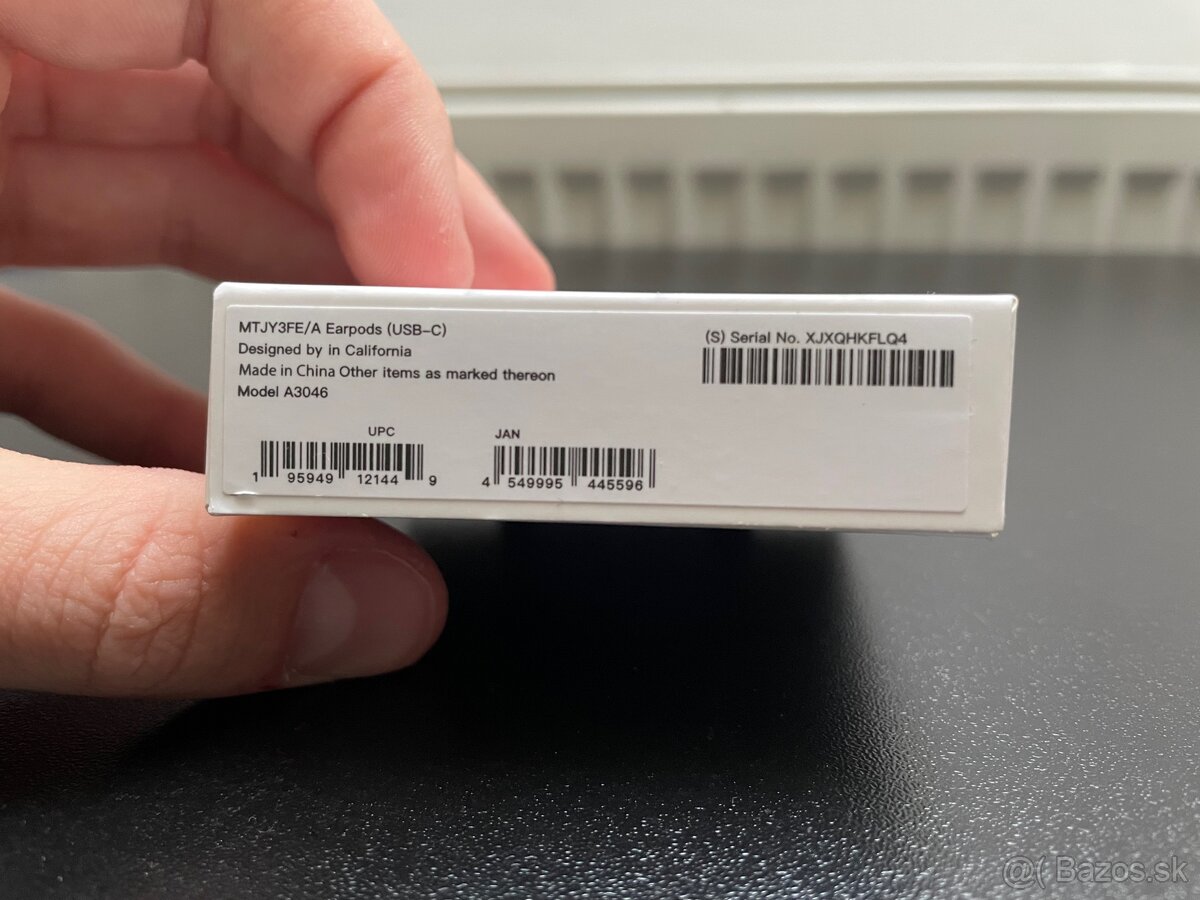 MTJY3FE/A Earpods (USB-C)
Designed by in California
Made in China Other items as marked thereon
Model A3046
(S) Serial No. XJXQHKFLQ4
UPC
1 95949 12144 9
JAN
4 549995 445596
@( Bazos.sk